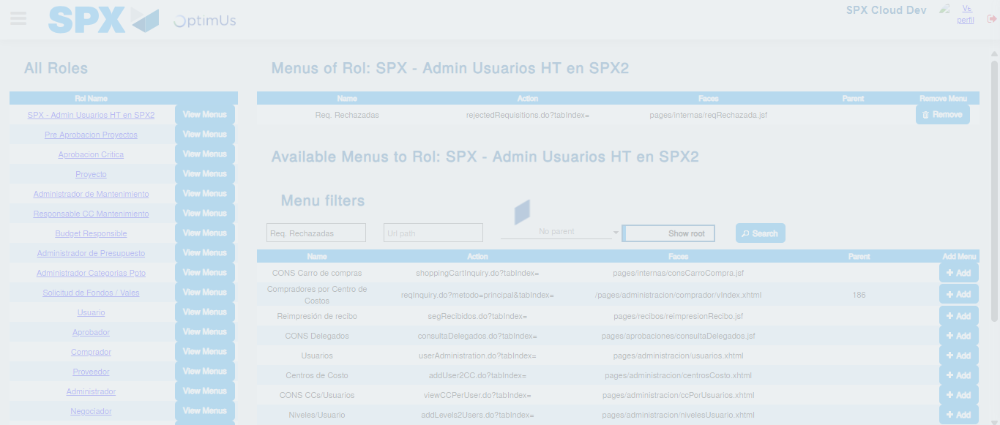 SPX OptimUs
SPX Cloud Dev
Ve
perfil
All Roles
Rol Name
SPX - Admin Usuarios HT en SPX2 View Menus
Pre Aprobacion Proyectos View Menus
Aprobacion Critica View Menus
Proyecto View Menus
Administrador de Mantenimiento View Menus
Responsable CC Mantenimiento View Menus
Budget Responsible View Menus
Administrador de Presupuesto View Menus
Administrador Categorias Ppto View Menus
Solicitud de Fondos / Vales View Menus
Usuario View Menus
Aprobador View Menus
Comprador View Menus
Proveedor View Menus
Administrador View Menus
Negociador View Menus
Menus of Rol: SPX - Admin Usuarios HT en SPX2
Name Action Faces Parent Remove Menu
Req. Rechazadas rejectedRequisitions.do?tabIndex= pages/internas/reqRechazada.jsf Remove
Available Menus to Rol: SPX - Admin Usuarios HT en SPX2
Menu filters
Req. Rechazadas Url path No parent Show root Search
Name Action Faces Parent Add Menu
CONS Carro de compras shoppingCartInquiry.do?tabIndex= pages/internas/consCarroCompra.jsf Add
Compradores por Centro de
Costos reqInquiry.do?metodo=principal&tabIndex= /pages/administracion/comprador/vIndex.xhtml 186 Add
Reimpresión de recibo segRecibidos.do?tabIndex= pages/recibos/reimpresionRecibo.jsf Add
CONS Delegados consultaDelegados.do?tabIndex= pages/aprobaciones/consultaDelegados.jsf Add
Usuarios userAdministration.do?tabIndex= pages/administracion/usuarios.xhtml Add
Centros de Costo addUser2CC.do?tabIndex= pages/administracion/centrosCosto.xhtml Add
CONS CCs/Usuarios viewCCPerUser.do?tabIndex= pages/administracion/ccPorUsuarios.xhtml Add
Niveles/Usuario addLevels2Users.do?tabIndex= pages/administracion/nivelesUsuario.xhtml Add